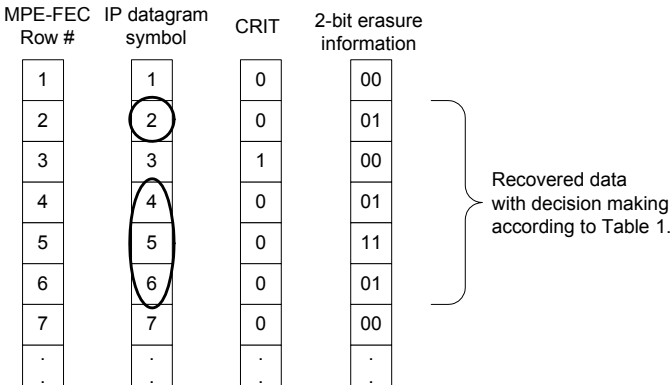 MPE-FEC Row #
IP datagram symbol
CRIT
2-bit erasure information
1 1 0 00
2 2 0 01
3 3 1 00
4 4 0 01
5 5 0 11
6 6 0 01
7 7 0 00
. . . .
. . . .
Recovered data
with decision making
according to Table 1.